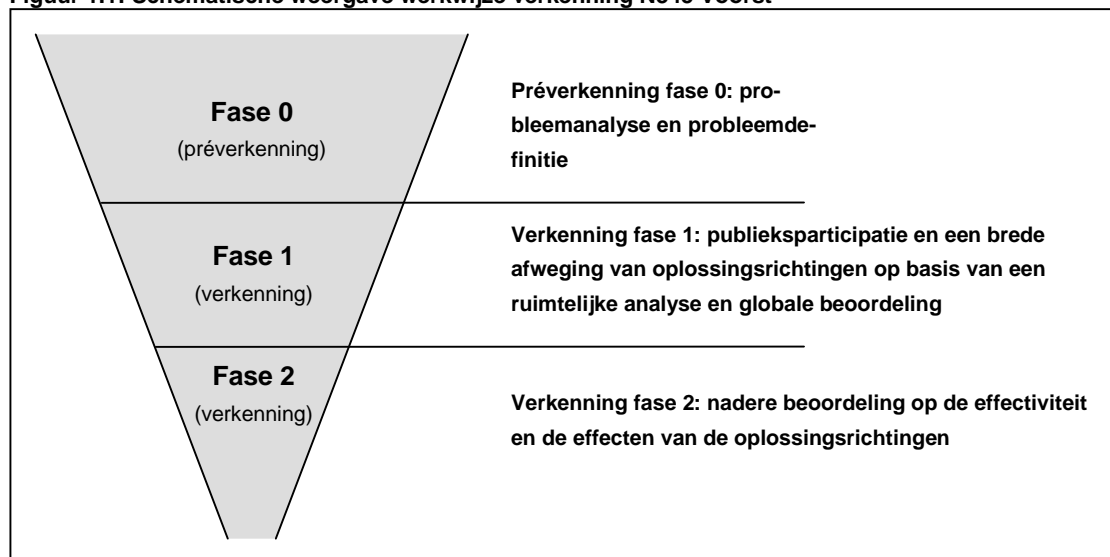 Fase 0
(préverkenning)
Préverkenning fase 0: pro-
bleemanalyse en probleemde-
finitie
Fase 1
(verkenning)
Verkenning fase 1: publieksparticipatie en een brede
afweging van oplossingsrichtingen op basis van een
ruimtelijke analyse en globale beoordeling
Fase 2
(verkenning)
Verkenning fase 2: nadere beoordeling op de effectiviteit
en de effecten van de oplossingsrichtingen